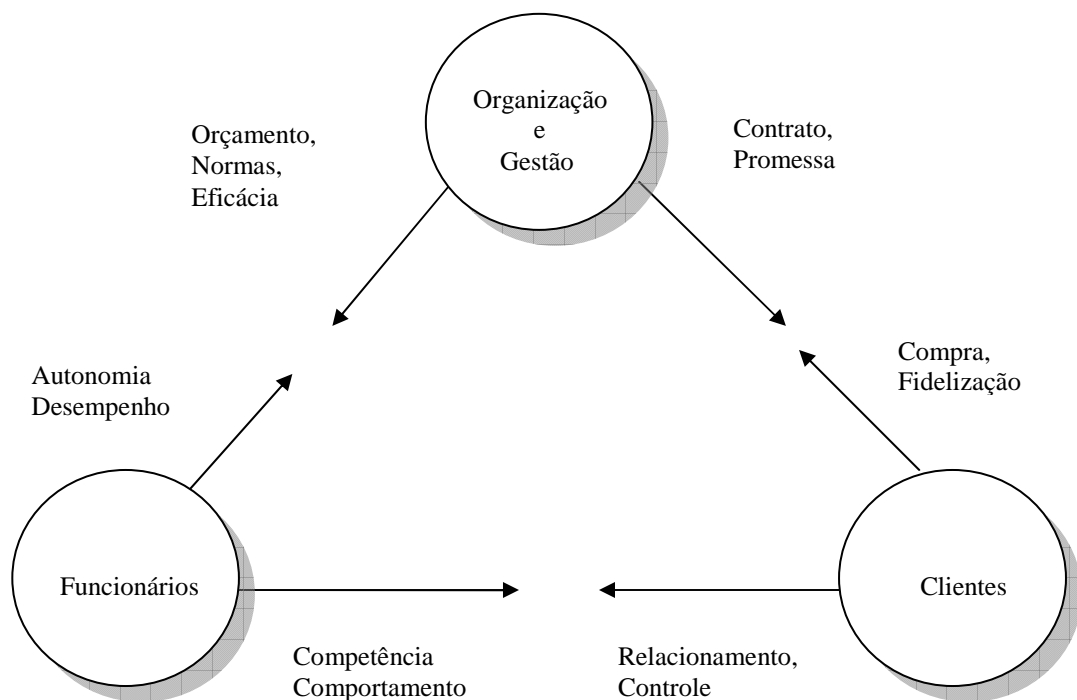 Organização
e
Gestão
Orçamento,
Normas,
Eficácia
Contrato,
Promessa
Autonomia
Desempenho
Compra,
Fidelização
Funcionários
Clientes
Competência
Comportamento
Relacionamento,
Controle